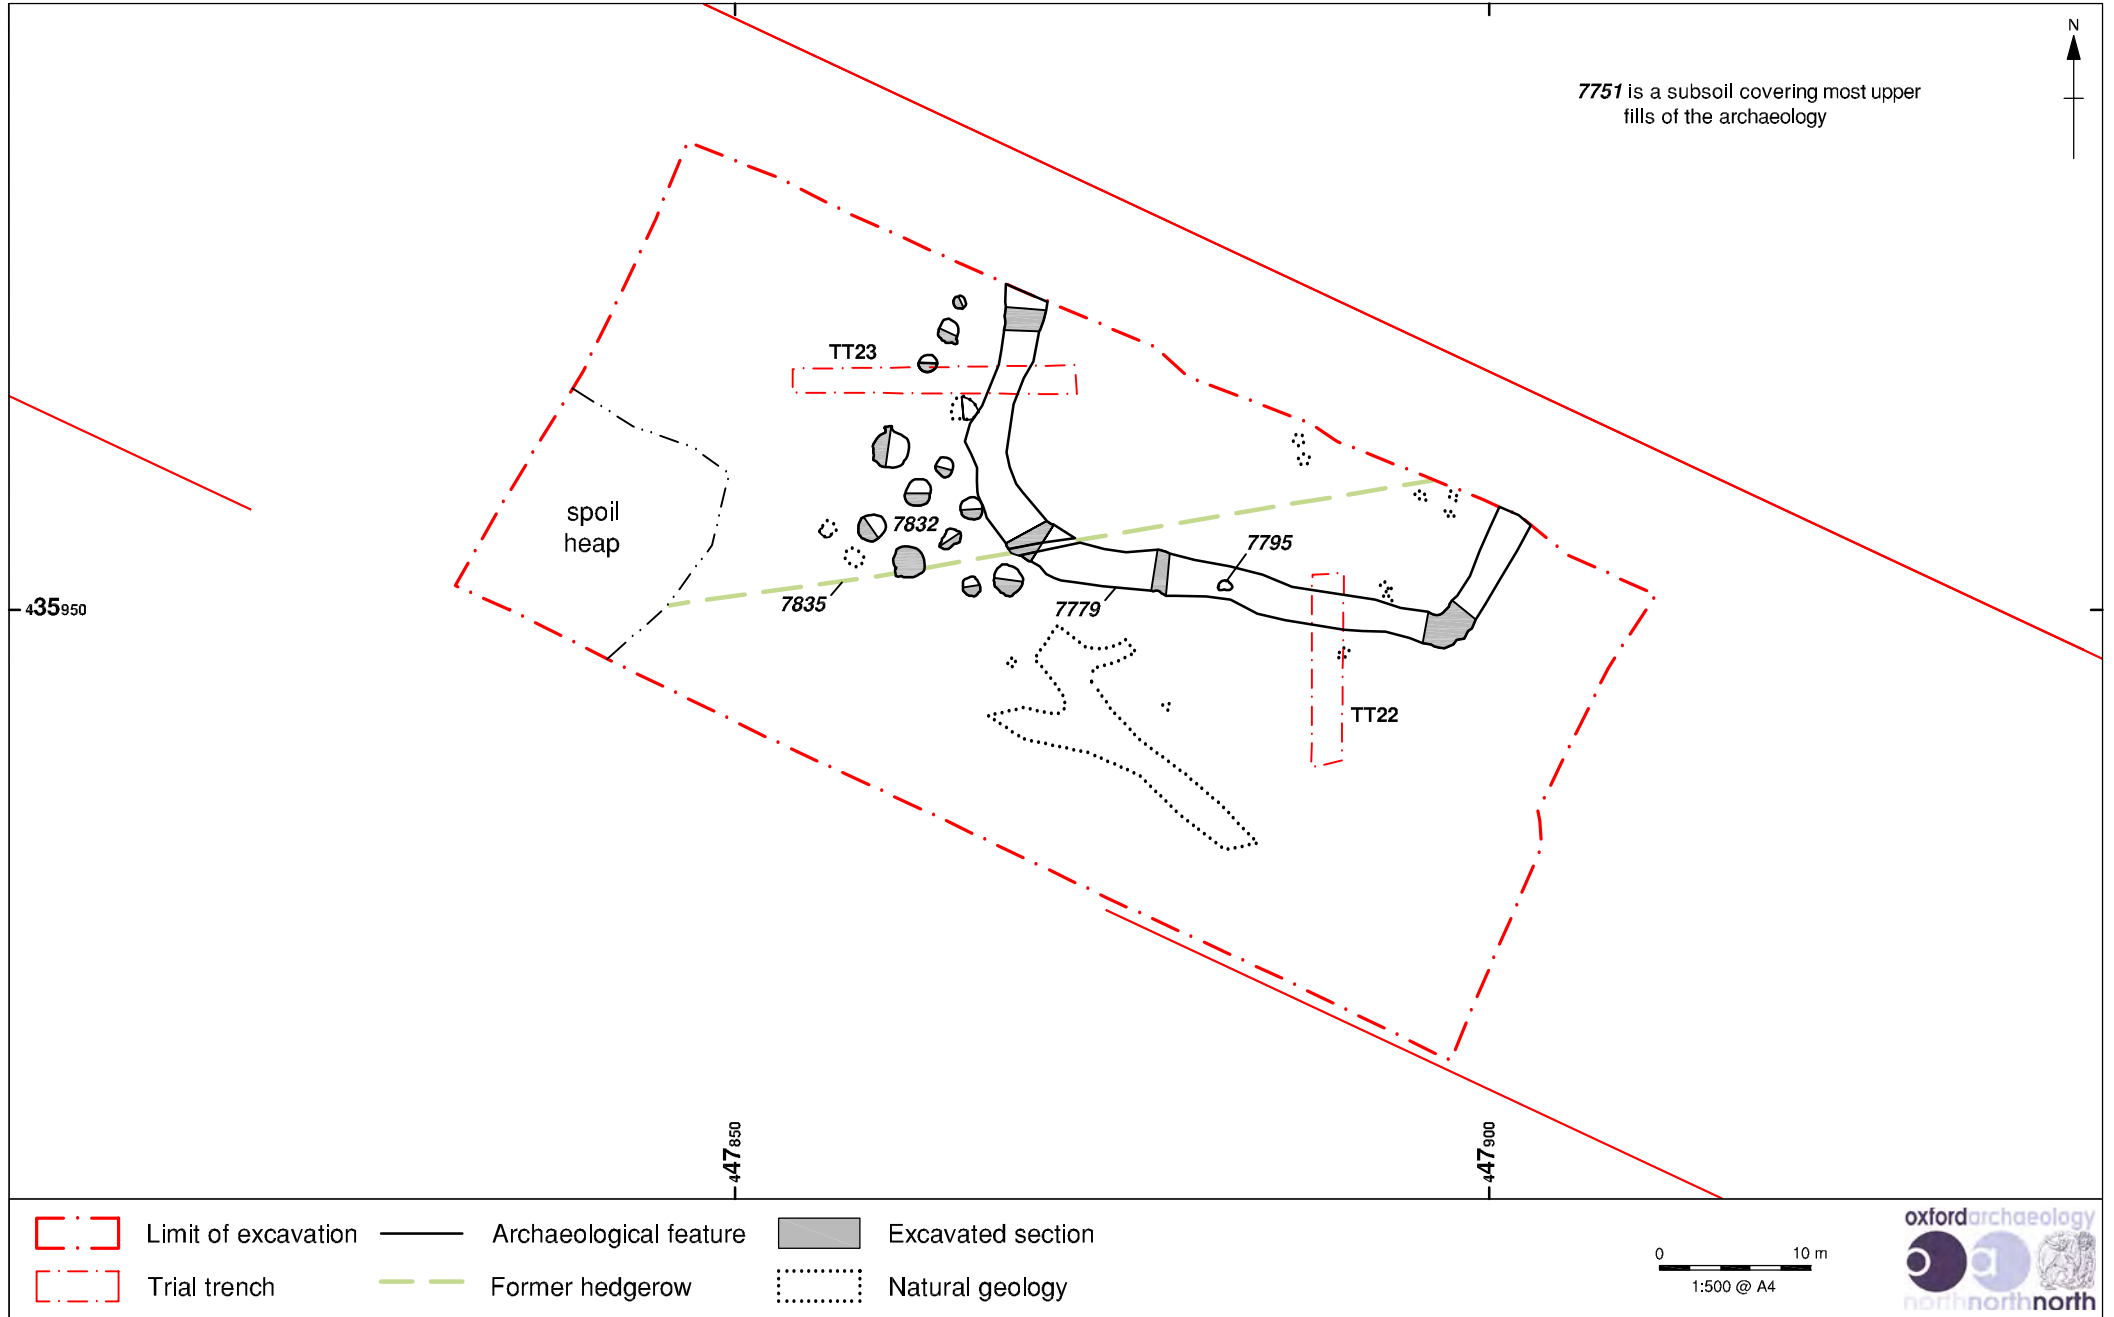 N
7751 is a subsoil covering most upper
fills of the archaeology
TT23
spoil
heap
7832
7795
7835
7779
435950
TT22
447850
447900
Limit of excavation
Archaeological feature
Excavated section
Trial trench
Former hedgerow
Natural geology
0 10 m
1:500 @ A4
oxfordarchaeology
oa
northnorthnorth